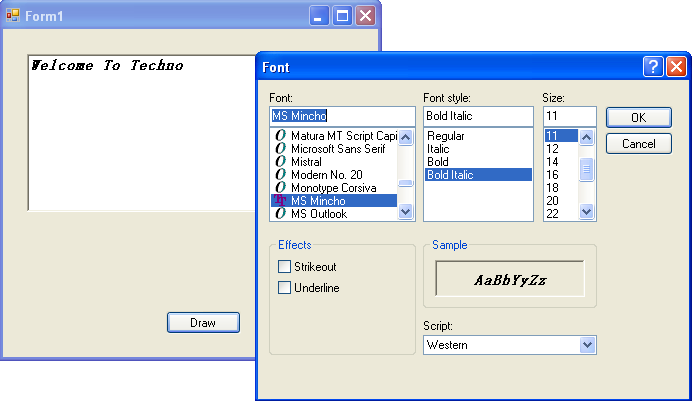 Form1
Welcome To Techno
Draw
Font
Font:
MS Mincho
Matura MT Script Capi
Microsoft Sans Serif
Mistral
Modern No. 20
Monotype Corsiva
MS Mincho
MS Outlook
Font style:
Bold Italic
Regular
Italic
Bold
Bold Italic
Size:
11
11
12
14
16
18
20
22
OK
Cancel
Effects
Strikeout
Underline
Sample
AaBbYyZz
Script:
Western